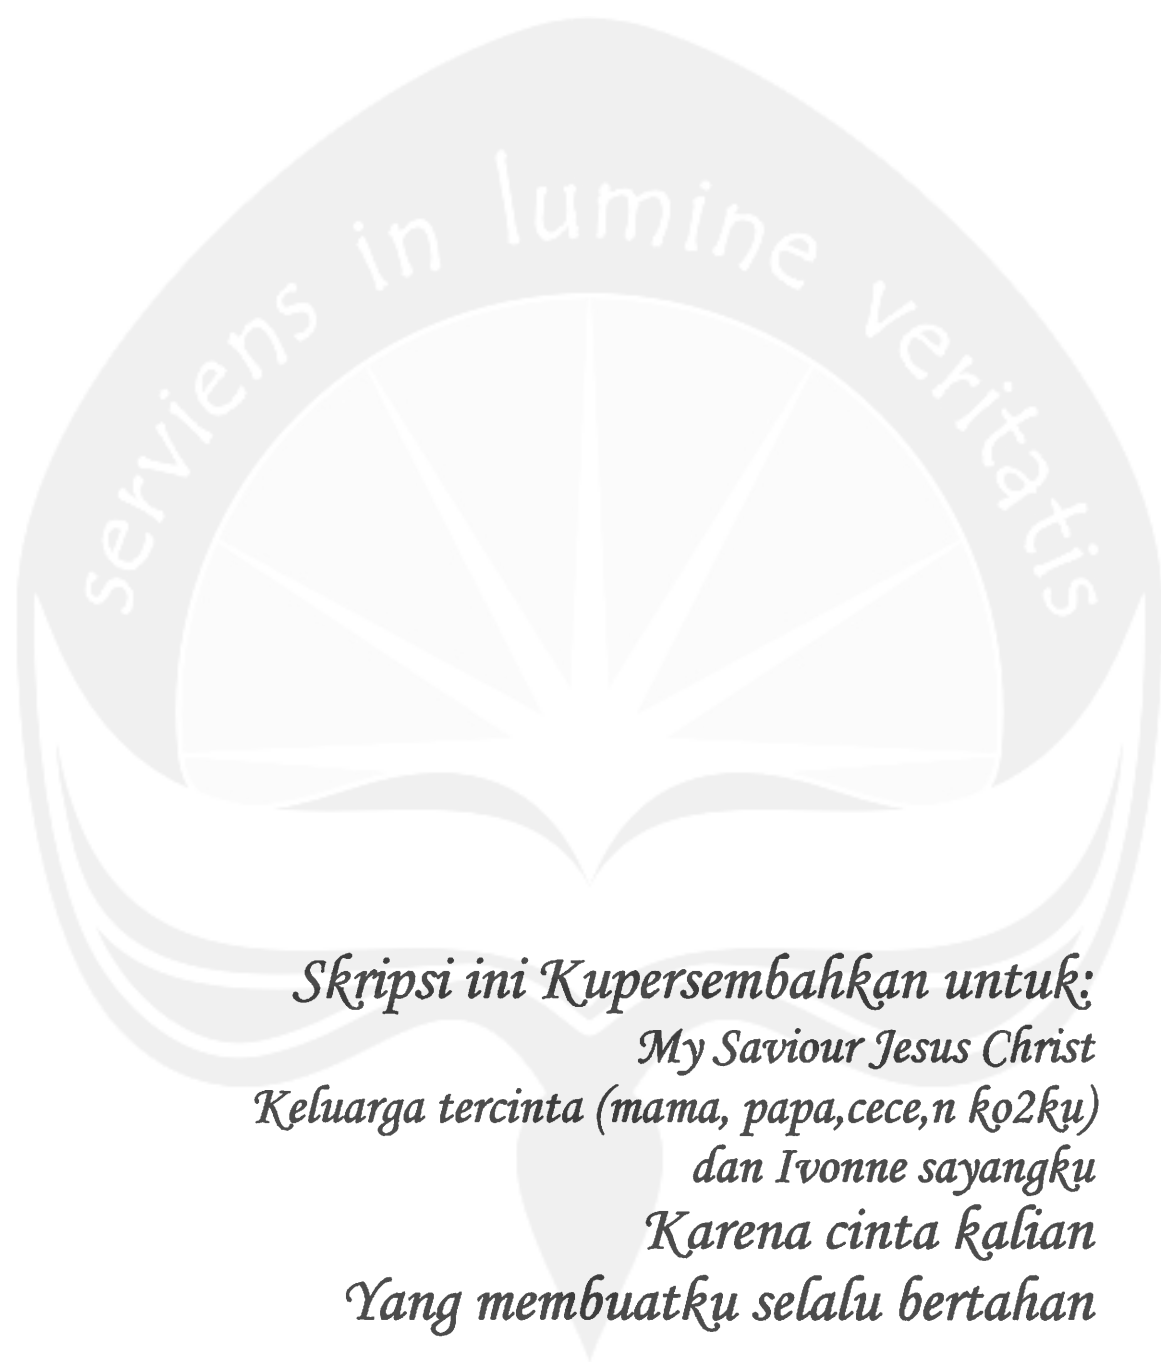 serviens in lumine veritatis
Skripsi ini Kupersembahkan untuk:
My Saviour Jesus Christ
Keluarga tercinta (mama, papa,cece,n ko2ku)
dan Ivonne sayangku
Karena cinta kalian
Yang membuatku selalu bertahan